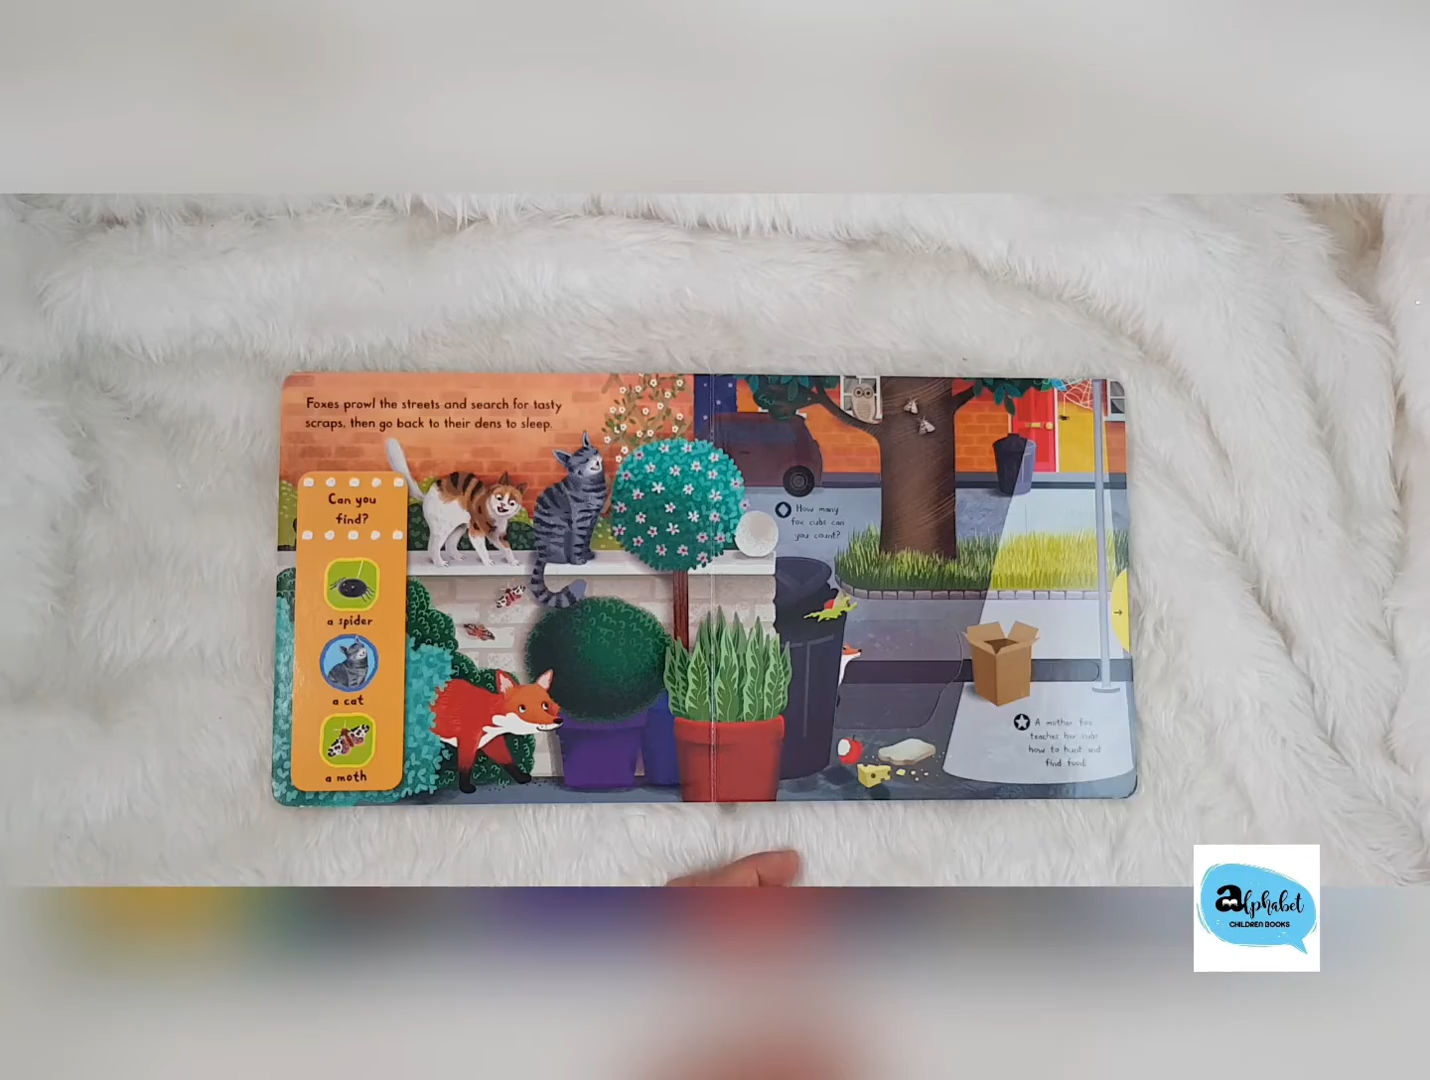 Foxes prowl the streets and search for tasty
scraps, then go back to their dens to sleep.
Can you
find?
a spider
a cat
a moth
How many
fox cubs can
you count?
A mother fox
teaches her cubs
how to hunt and
find food.
alphabet
CHILDREN BOOKS